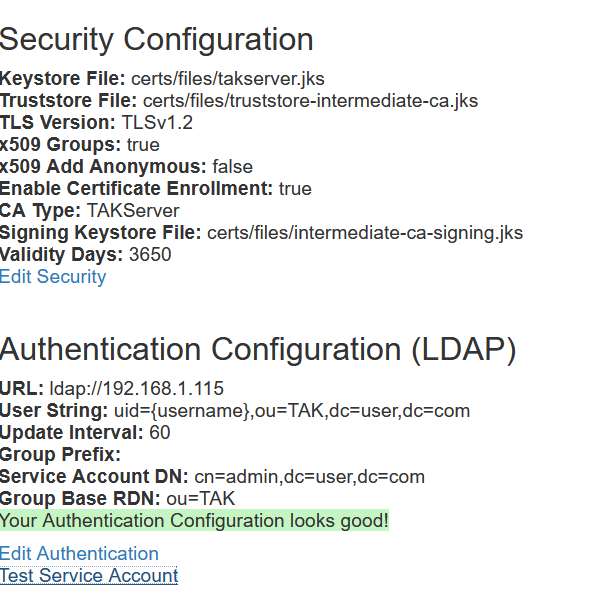 Security Configuration
Keystore File: certs/files/takserver.jks
Truststore File: certs/files/truststore-intermediate-ca.jks
TLS Version: TLSv1.2
x509 Groups: true
x509 Add Anonymous: false
Enable Certificate Enrollment: true
CA Type: TAKServer
Signing Keystore File: certs/files/intermediate-ca-signing.jks
Validity Days: 3650
Edit Security
Authentication Configuration (LDAP)
URL: ldap://192.168.1.115
User String: uid={username},ou=TAK,dc=user,dc=com
Update Interval: 60
Group Prefix:
Service Account DN: cn=admin,dc=user,dc=com
Group Base RDN: ou=TAK
Your Authentication Configuration looks good!
Edit Authentication
Test Service Account